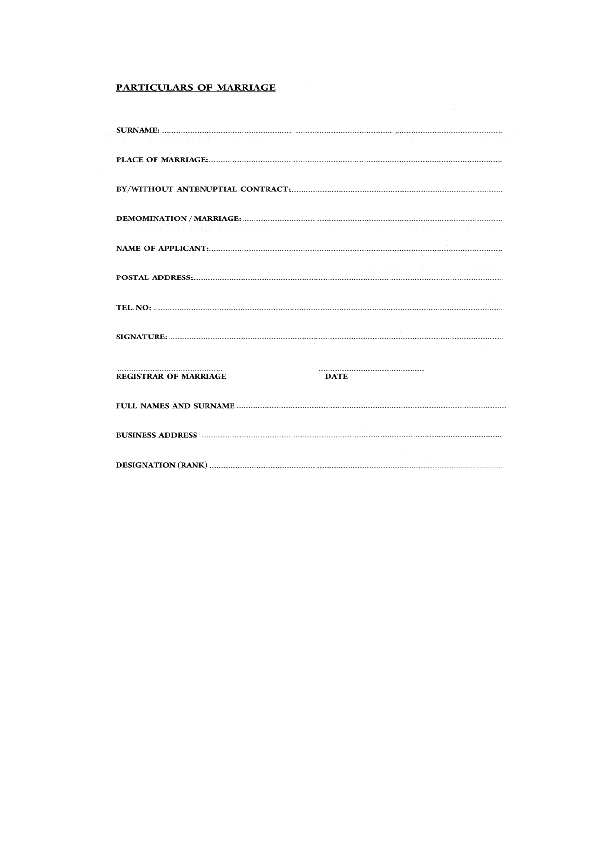 PARTICULARS OF MARRIAGE
SURNAME: ................................................................................................
PLACE OF MARRIAGE:................................................................................
BY/WITHOUT ANTENUPTIAL CONTRACT:........................................................
DEMOMINATION / MARRIAGE: ....................................................................
NAME OF APPLICANT:................................................................................
POSTAL ADDRESS:....................................................................................
TEL. NO: ................................................................................................
SIGNATURE: ............................................................................................
........................................ ........................................
REGISTRAR OF MARRIAGE DATE
FULL NAMES AND SURNAME ........................................................................
BUSINESS ADDRESS ................................................................................
DESIGNATION (RANK) ................................................................................